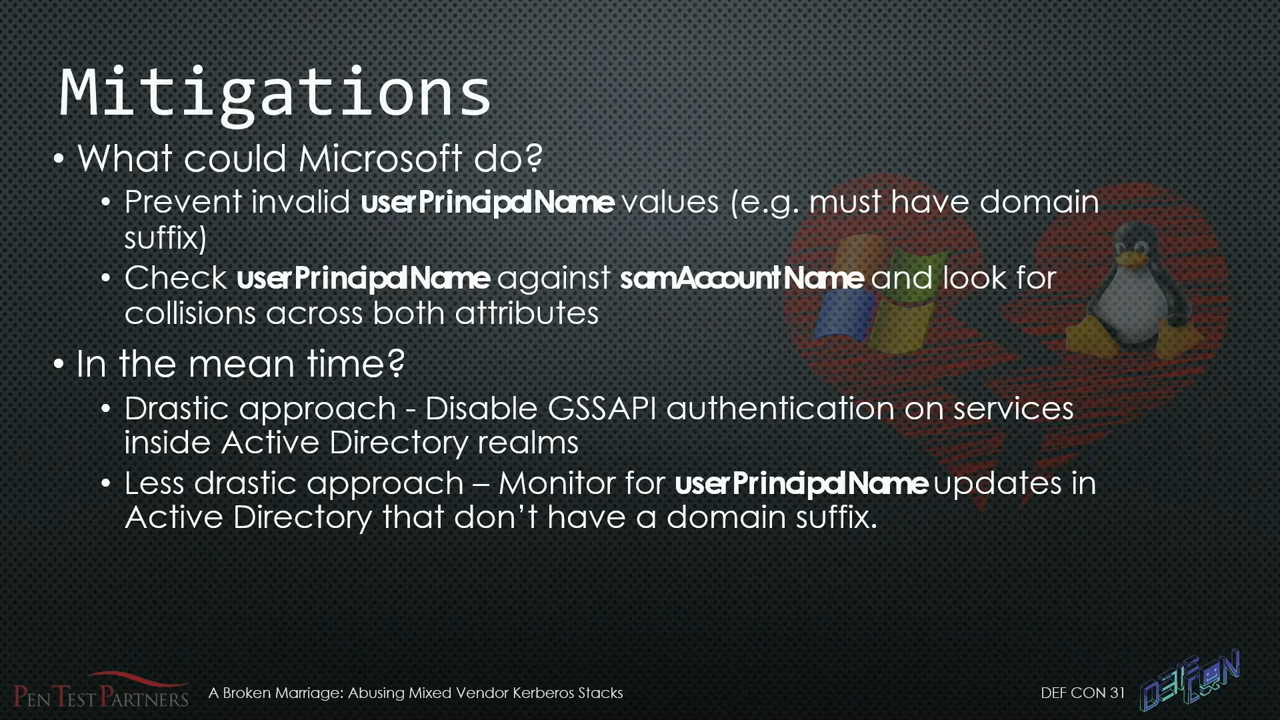 Mitigations
• What could Microsoft do?
• Prevent invalid userPrincipalName values (e.g. must have domain
suffix)
• Check userPrincipalName against samAccountName and look for
collisions across both attributes
• In the mean time?
• Drastic approach - Disable GSSAPI authentication on services
inside Active Directory realms
• Less drastic approach – Monitor for userPrincipalName updates in
Active Directory that don’t have a domain suffix.
PENTESTPARTNERS
A Broken Marriage: Abusing Mixed Vendor Kerberos Stacks
DEF CON 31
DEF CON